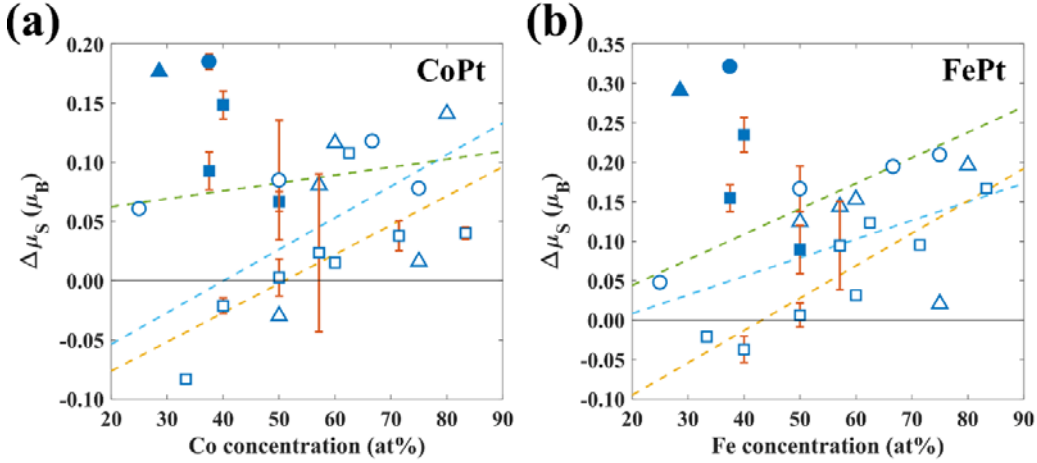 (a)
CoPt
0.20
0.15
0.10
0.05
0.00
-0.05
-0.10
Δμ_S (μ_B)
20 30 40 50 60 70 80 90
Co concentration (at%)
(b)
FePt
0.35
0.30
0.25
0.20
0.15
0.10
0.05
0.00
-0.05
-0.10
Δμ_S (μ_B)
20 30 40 50 60 70 80 90
Fe concentration (at%)